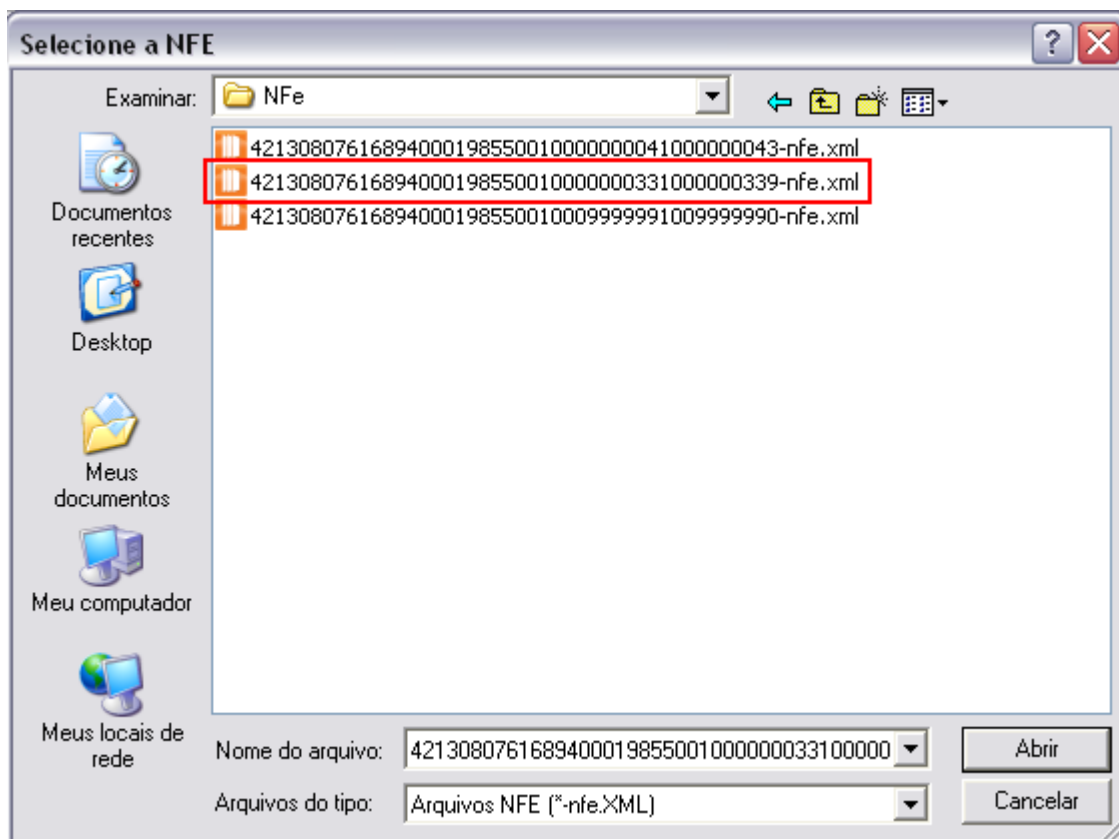 Selecione a NFE
Examinar: NFe
42130807616894000198550010000000041000000043-nfe.xml
42130807616894000198550010000000331000000339-nfe.xml
42130807616894000198550010009999991009999990-nfe.xml
Documentos
recentes
Desktop
Meus
documentos
Meu computador
Meus locais de
rede
Nome do arquivo: 4213080761689400019855001000000033100000
Abrir
Arquivos do tipo: Arquivos NFE (*-nfe.XML)
Cancelar